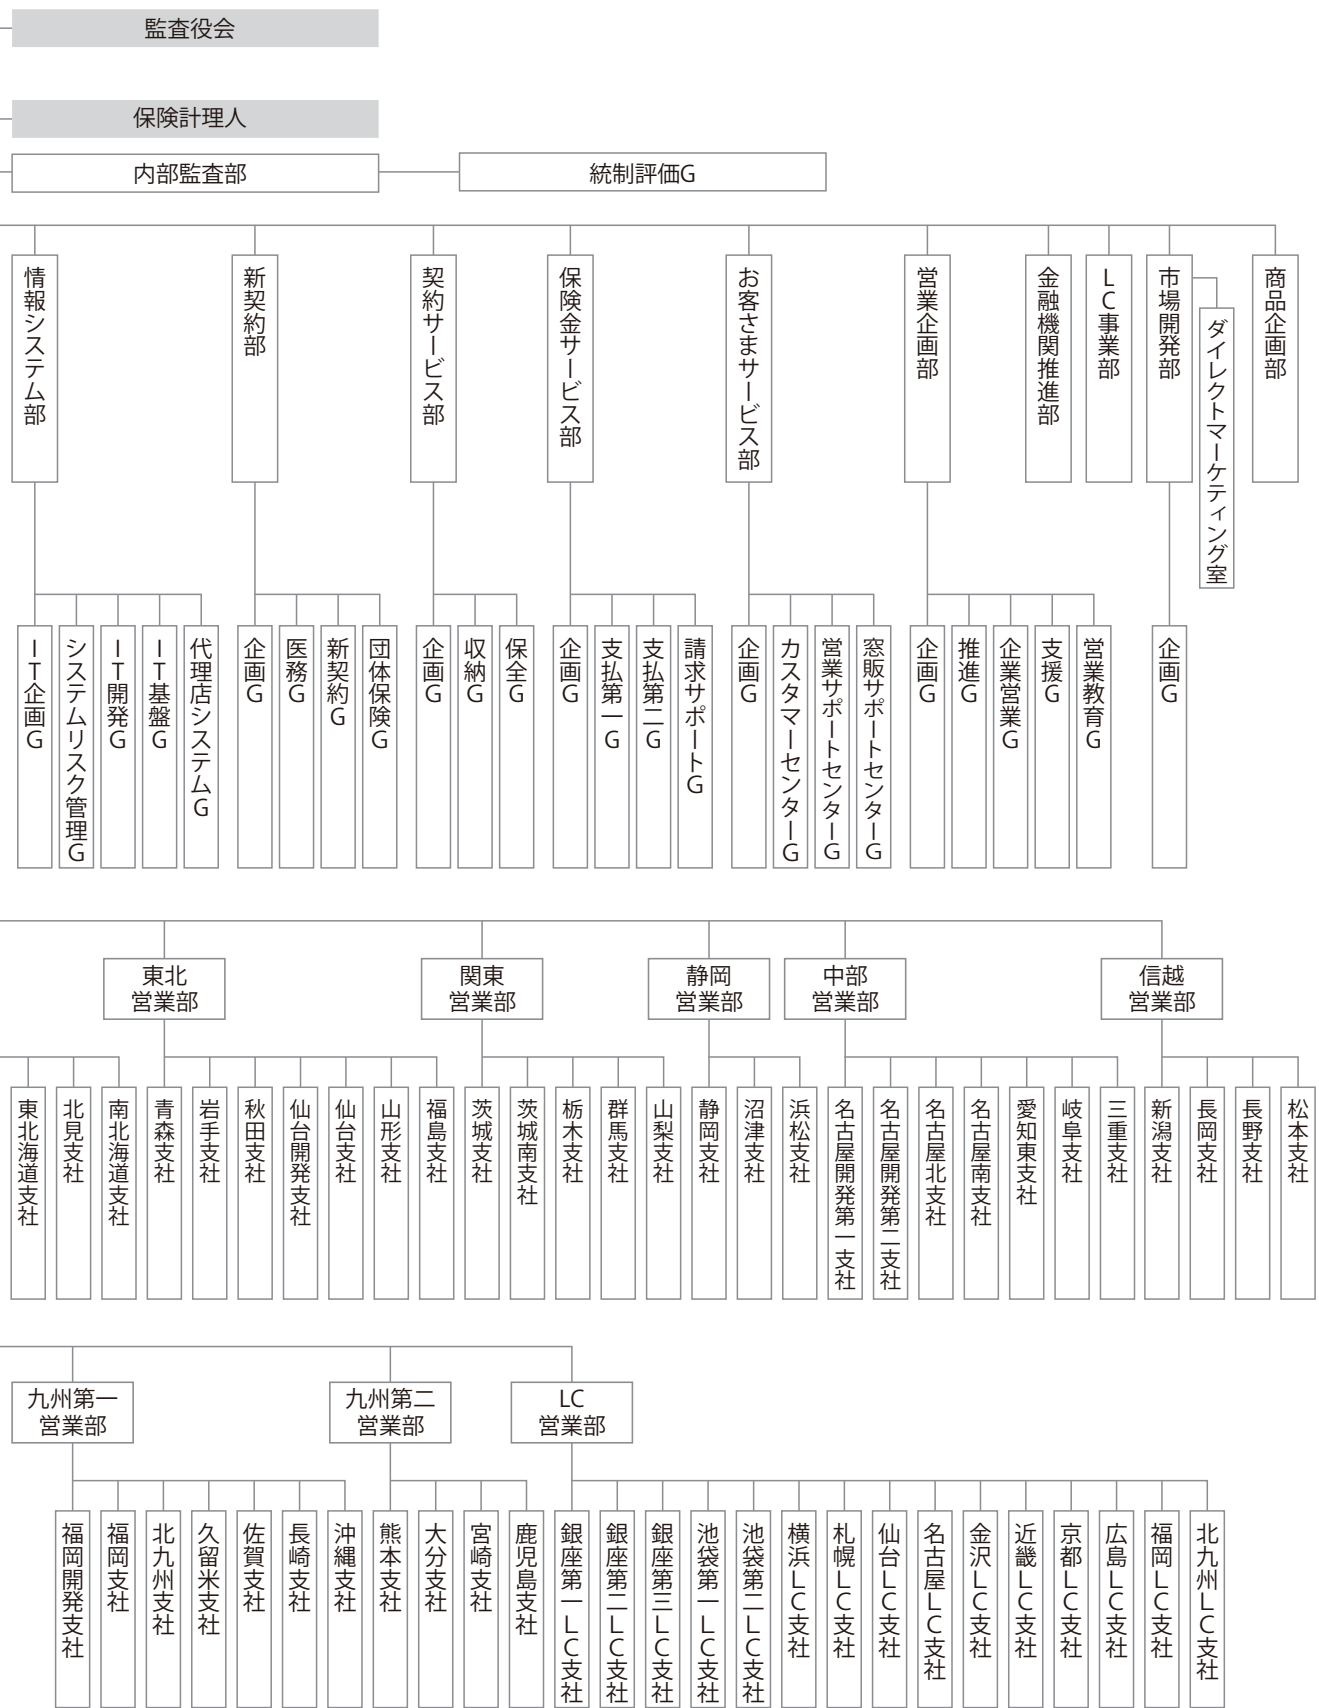 監査役会
保険計理人
内部監査部
統制評価G
情報システム部
新契約部
契約サービス部
保険金サービス部
お客さまサービス部
営業企画部
金融機関推進部
LC事業部
市場開発部
ダイレクトマーケティング室
商品企画部
IT企画G
システムリスク管理G
IT開発G
IT基盤G
代理店システムG
企画G
医務G
新契約G
団体保険G
企画G
収納G
保全G
企画G
支払第一G
支払第二G
請求サポートG
企画G
カスタマーセンターG
営業サポートセンターG
窓販サポートセンターG
企画G
推進G
企業営業G
支援G
営業教育G
企画G
東北
営業部
関東
営業部
静岡
営業部
中部
営業部
信越
営業部
東北海道支社
北見支社
南北海道支社
青森支社
岩手支社
秋田支社
仙台開発支社
仙台支社
山形支社
福島支社
茨城支社
茨城南支社
栃木支社
群馬支社
山梨支社
静岡支社
沼津支社
浜松支社
名古屋開発第一支社
名古屋開発第二支社
名古屋北支社
名古屋南支社
愛知東支社
岐阜支社
三重支社
新潟支社
長岡支社
長野支社
松本支社
九州第一
営業部
九州第二
営業部
LC
営業部
福岡開発支社
福岡支社
北九州支社
久留米支社
佐賀支社
長崎支社
沖縄支社
熊本支社
大分支社
宮崎支社
鹿児島支社
銀座第一LC支社
銀座第二LC支社
銀座第三LC支社
池袋第一LC支社
池袋第二LC支社
横浜LC支社
札幌LC支社
仙台LC支社
名古屋LC支社
金沢LC支社
近畿LC支社
京都LC支社
広島LC支社
福岡LC支社
北九州LC支社